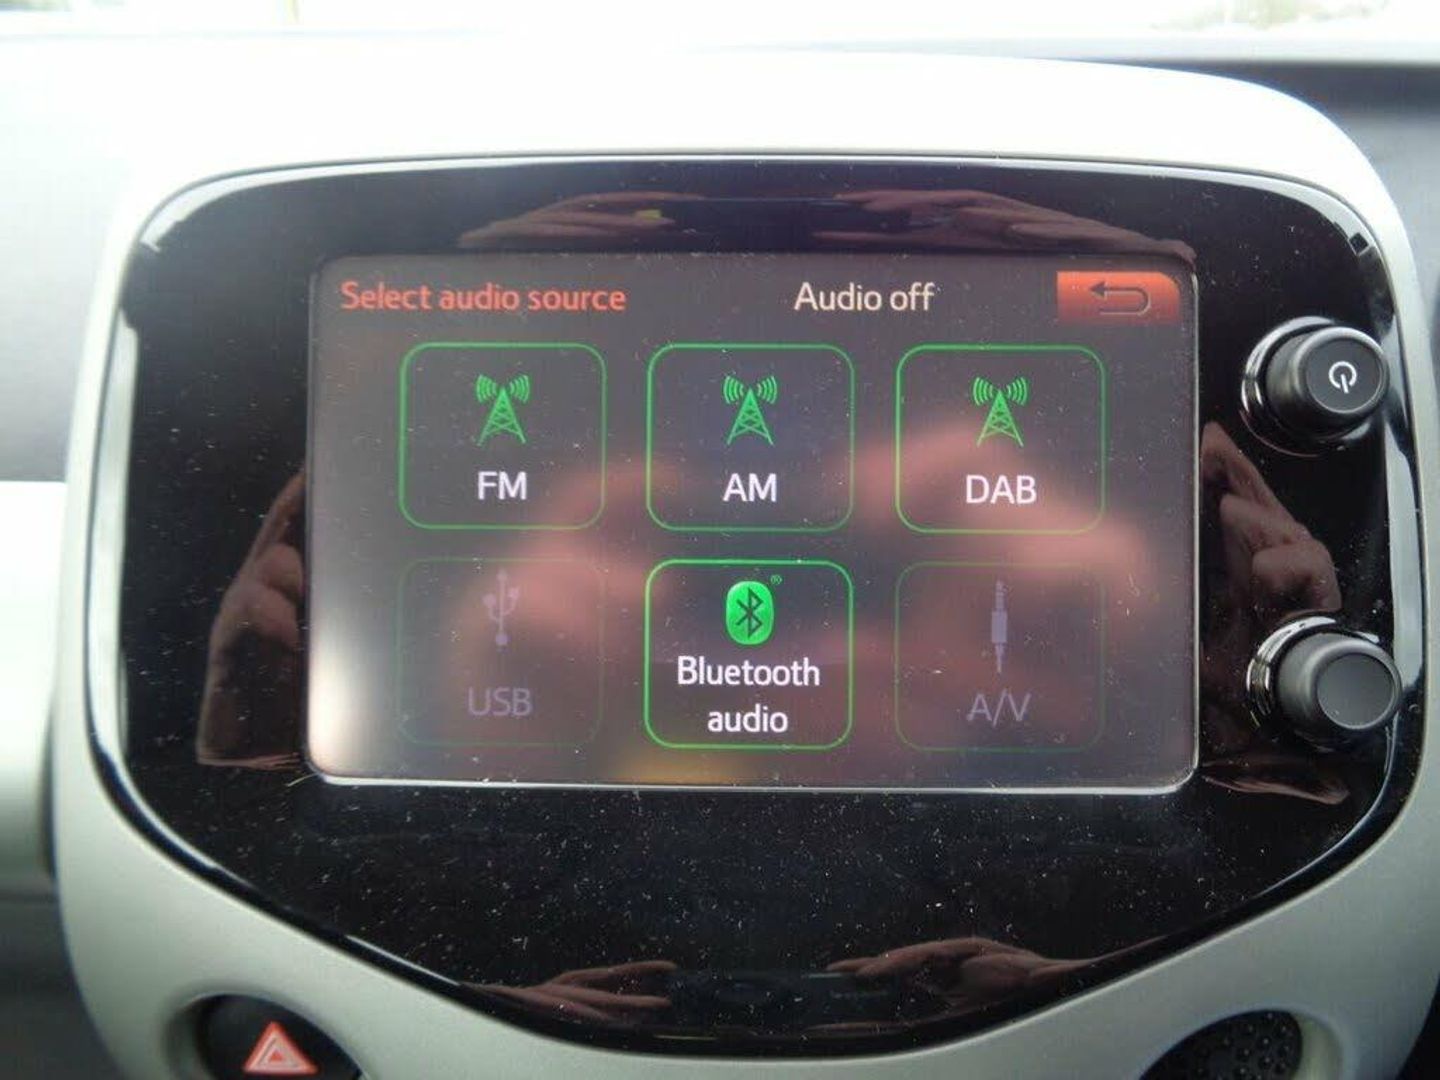 Select audio source Audio off
FM AM DAB
USB Bluetooth audio A/V